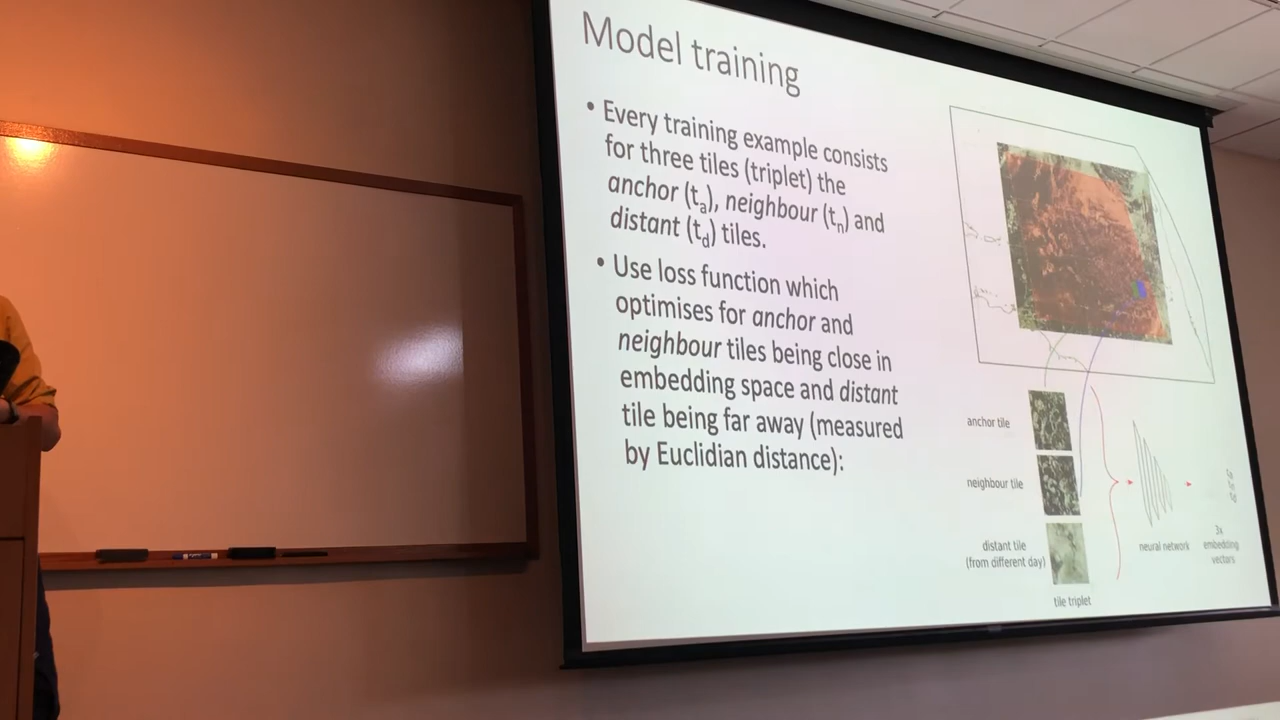 Model training
• Every training example consists
for three tiles (triplet) the
anchor (ta), neighbour (tn) and
distant (td) tiles.
• Use loss function which
optimises for anchor and
neighbour tiles being close in
embedding space and distant
tile being far away (measured
by Euclidian distance):
anchor tile
neighbour tile
distant tile
(from different day)
tile triplet
neural network
3x
embedding
vectors